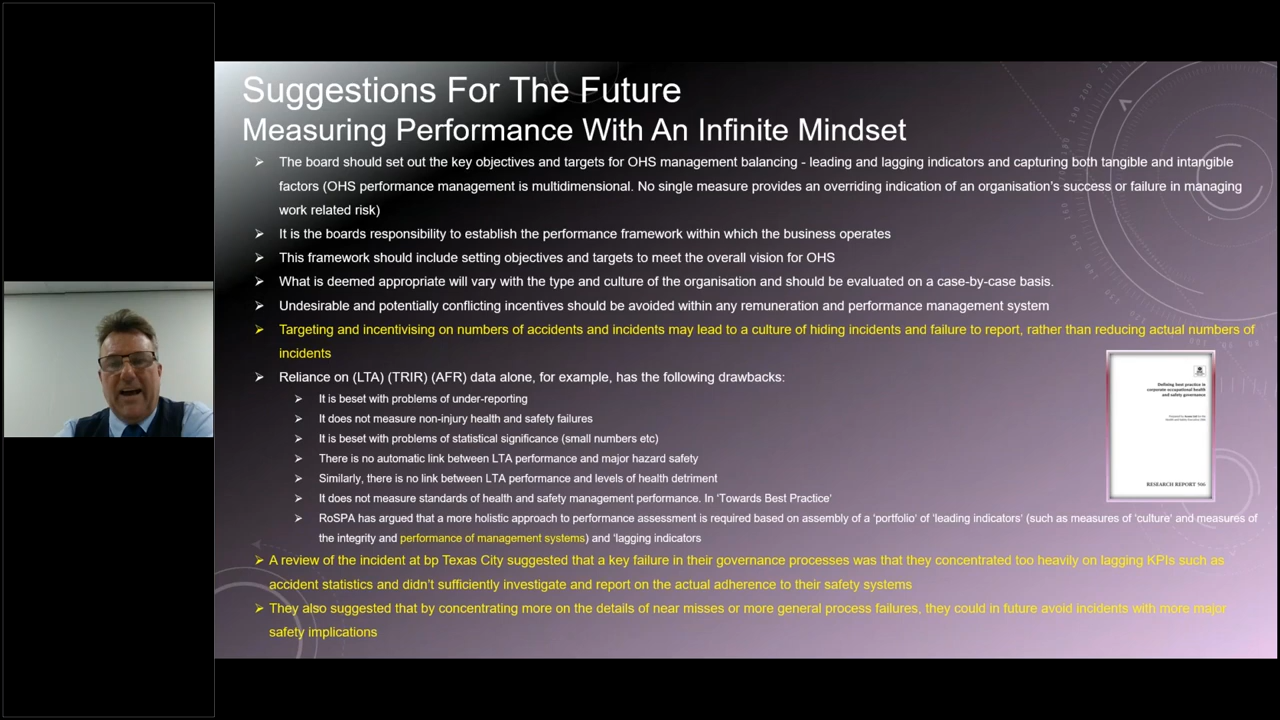 Suggestions For The Future
Measuring Performance With An Infinite Mindset
The board should set out the key objectives and targets for OHS management balancing - leading and lagging indicators and capturing both tangible and intangible
factors (OHS performance management is multidimensional. No single measure provides an overriding indication of an organisation's success or failure in managing
work related risk)
It is the boards responsibility to establish the performance framework within which the business operates
This framework should include setting objectives and targets to meet the overall vision for OHS
What is deemed appropriate will vary with the type and culture of the organisation and should be evaluated on a case-by-case basis.
Undesirable and potentially conflicting incentives should be avoided within any remuneration and performance management system
Targeting and incentivising on numbers of accidents and incidents may lead to a culture of hiding incidents and failure to report, rather than reducing actual numbers of
incidents
Reliance on (LTA) (TRIR) (AFR) data alone, for example, has the following drawbacks:
It is beset with problems of under-reporting
It does not measure non-injury health and safety failures
It is beset with problems of statistical significance (small numbers etc)
There is no automatic link between LTA performance and major hazard safety
Similarly, there is no link between LTA performance and levels of health detriment
It does not measure standards of health and safety management performance. In 'Towards Best Practice'
RoSPA has argued that a more holistic approach to performance assessment is required based on assembly of a 'portfolio' of 'leading indicators' (such as measures of 'culture' and measures of
the integrity and performance of management systems) and 'lagging indicators
A review of the incident at bp Texas City suggested that a key failure in their governance processes was that they concentrated too heavily on lagging KPIs such as
accident statistics and didn't sufficiently investigate and report on the actual adherence to their safety systems
They also suggested that by concentrating more on the details of near misses or more general process failures, they could in future avoid incidents with more major
safety implications
Defining best practice in
corporate occupational health
and safety governance
RESEARCH REPORT 506